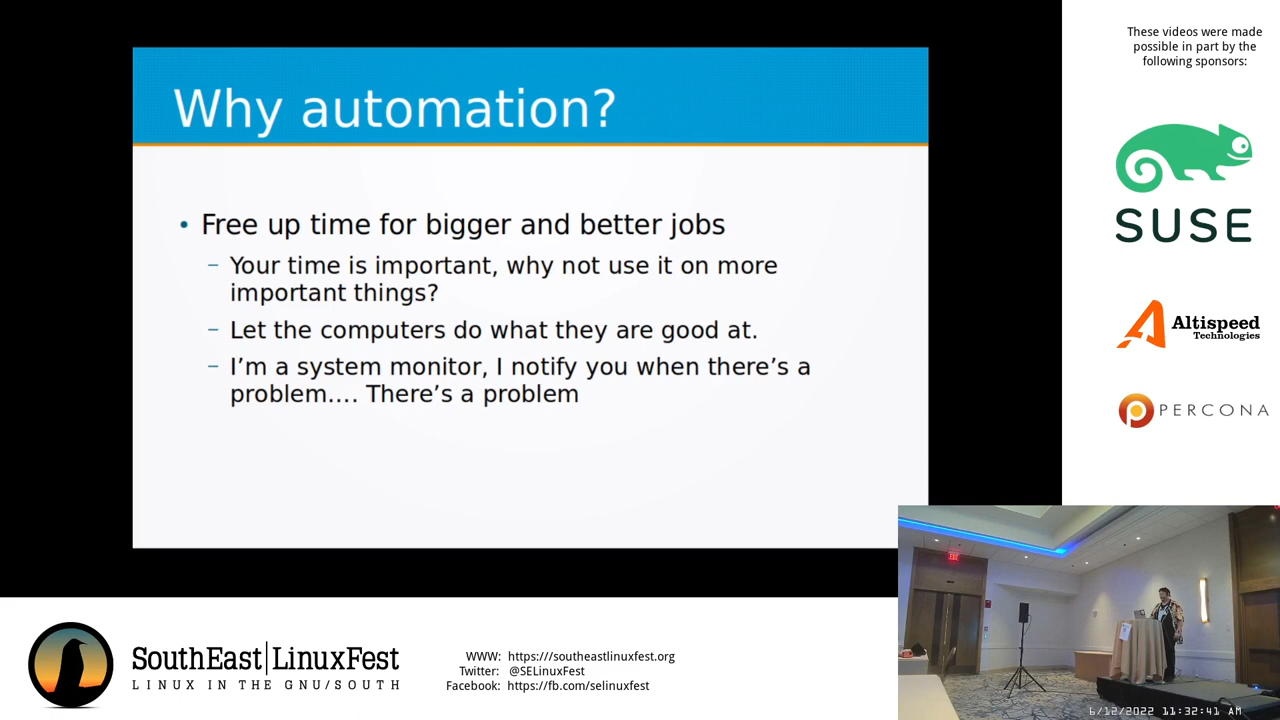 Why automation?
• Free up time for bigger and better jobs
– Your time is important, why not use it on more
important things?
– Let the computers do what they are good at.
– I’m a system monitor, I notify you when there’s a
problem…. There’s a problem
These videos were made
possible in part by the
following sponsors:
SUSE
Altispeed
Technologies
PERCONA
SouthEast|LinuxFest
LINUX IN THE GNU/SOUTH
WWW: https://southeastlinuxfest.org
Twitter: @SELinuxFest
Facebook: https://fb.com/selinuxfest
6/12/2022 11:32:41 AM